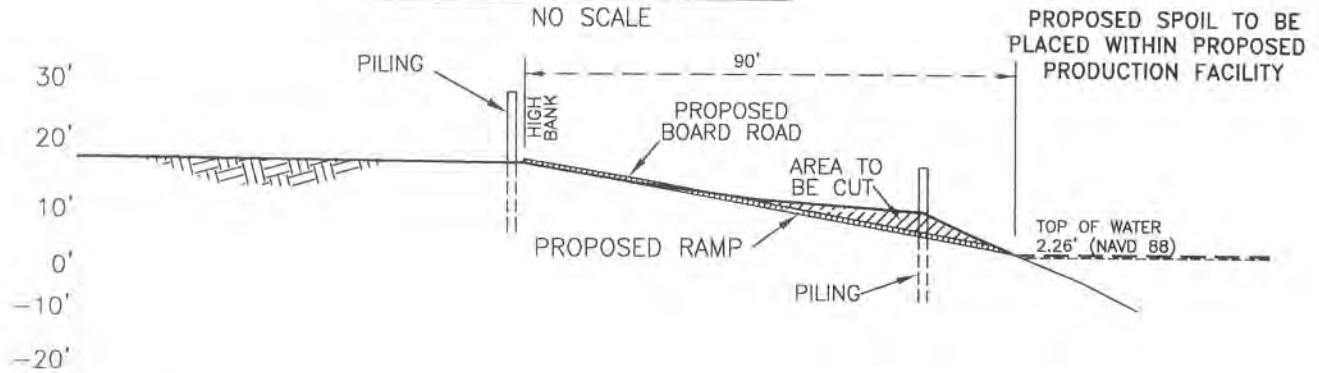 NO SCALE
PROPOSED SPOIL TO BE
PLACED WITHIN PROPOSED
PRODUCTION FACILITY
90'
PILING
HIGH
BANK
PROPOSED
BOARD ROAD
AREA TO
BE CUT
TOP OF WATER
2.26' (NAVD 88)
PROPOSED RAMP
PILING
30'
20'
10'
0'
-10'
-20'